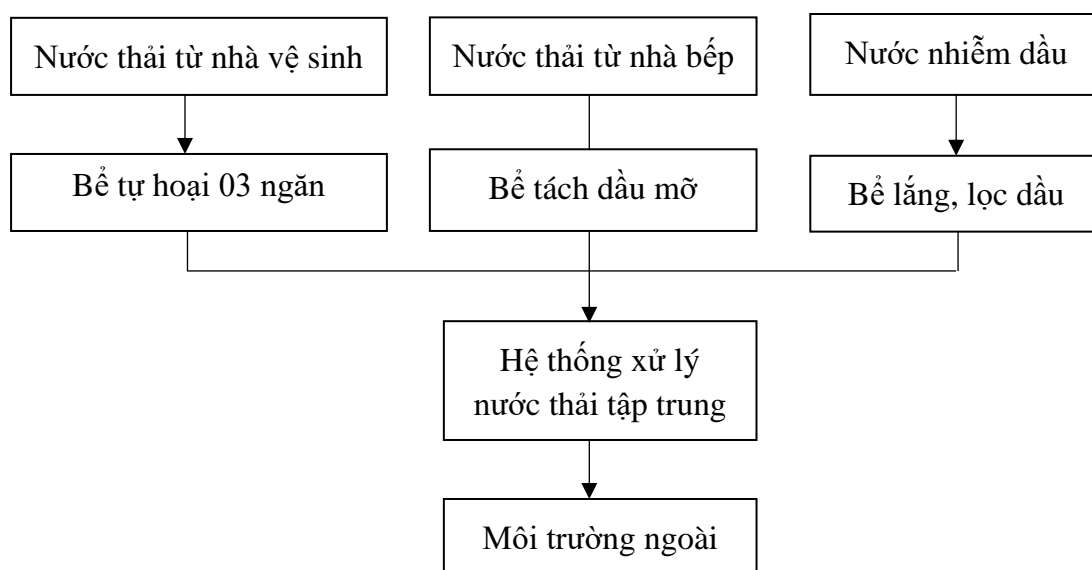 Nước thải từ nhà vệ sinh
Nước thải từ nhà bếp
Nước nhiễm dầu
Bể tự hoại 03 ngăn
Bể tách dầu mỡ
Bể lắng, lọc dầu
Hệ thống xử lý
nước thải tập trung
Môi trường ngoài